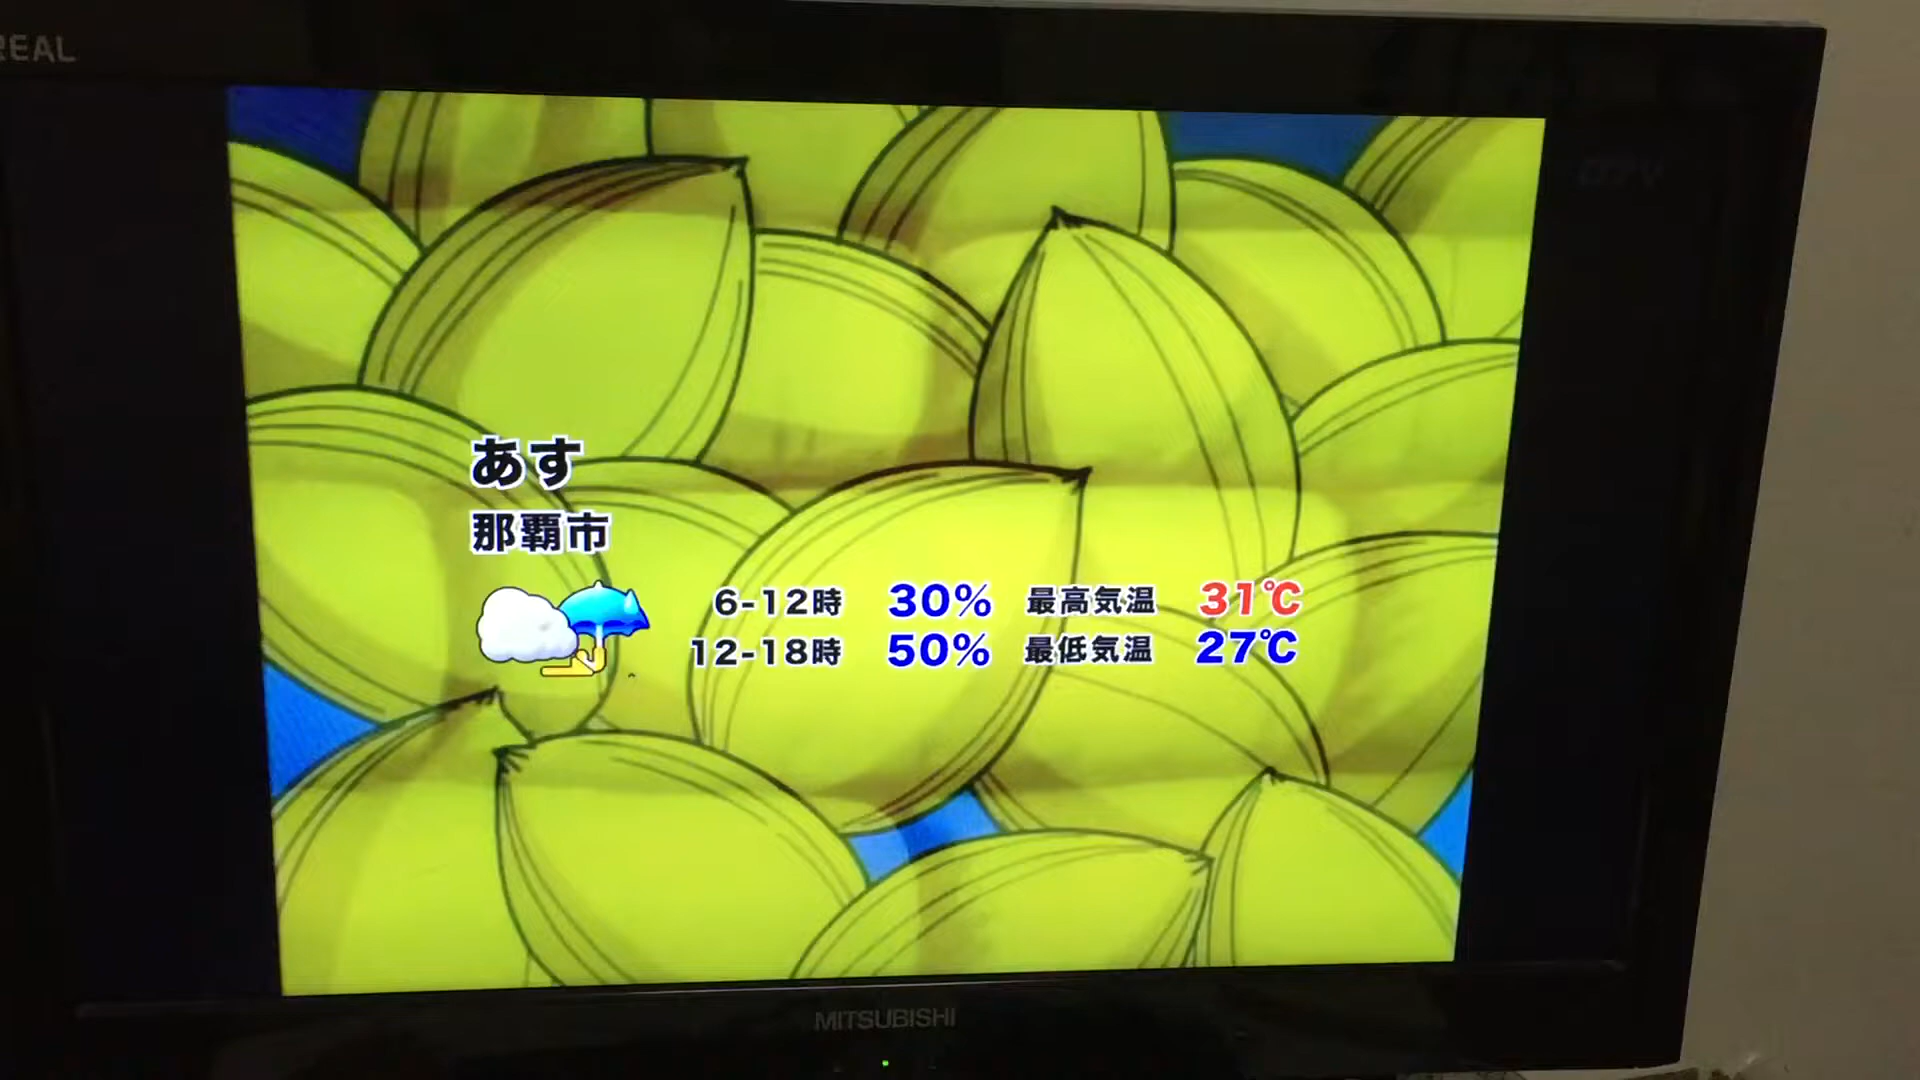 REAL
あす
那覇市
6-12時 30% 最高気温 31℃
12-18時 50% 最低気温 27℃
MITSUBISHI